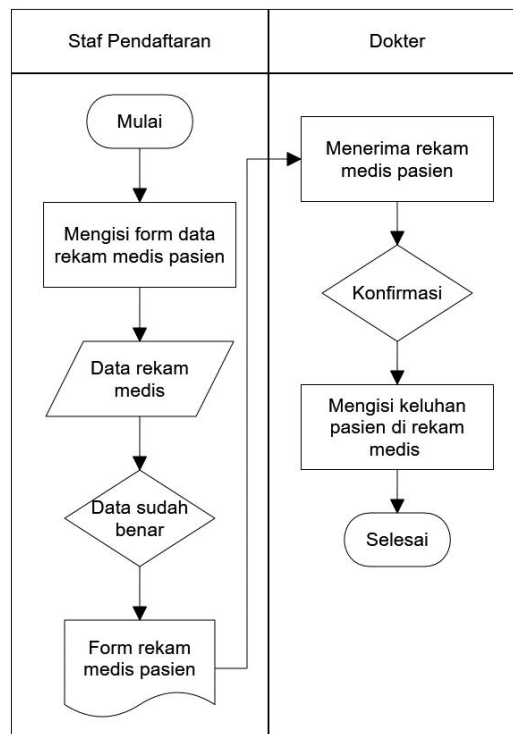 Staf Pendaftaran
Dokter
Mulai
Mengisi form data
rekam medis pasien
Data rekam
medis
Data sudah
benar
Form rekam
medis pasien
Menerima rekam
medis pasien
Konfirmasi
Mengisi keluhan
pasien di rekam
medis
Selesai